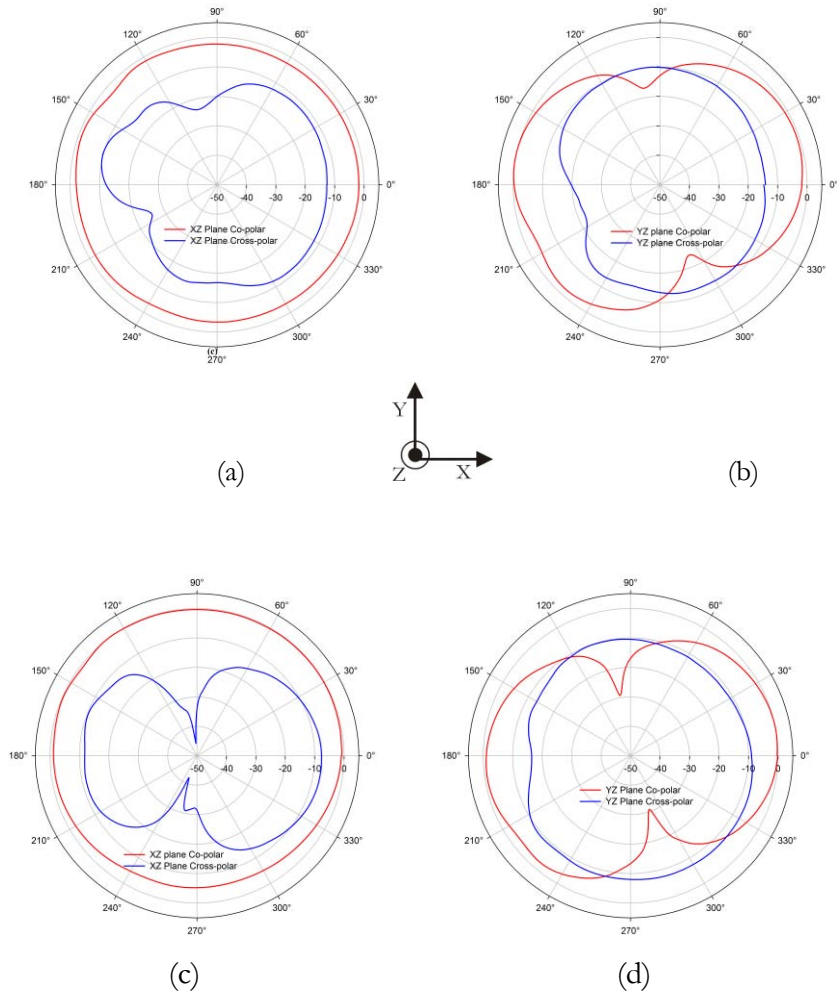 90°
120° 60°
150° 30°
180° -50 -40 -30 -20 -10 0 0°
XZ Plane Co-polar
XZ Plane Cross-polar
210° 330°
240° 300°
(c)
270°
90°
120° 60°
150° 30°
180° -50 -40 -30 -20 -10 0 0°
YZ plane Co-polar
YZ plane Cross-polar
210° 330°
240° 300°
270°
Y
Z X
(a) (b)
90°
120° 60°
150° 30°
180° -50 -40 -30 -20 -10 0 0°
XZ plane Co-polar
XZ Plane Cross-polar
210° 330°
240° 300°
270°
90°
120° 60°
150° 30°
180° -50 -40 -30 -20 -10 0 0°
YZ Plane Co-polar
YZ Plane Cross-polar
210° 330°
240° 300°
270°
(c) (d)